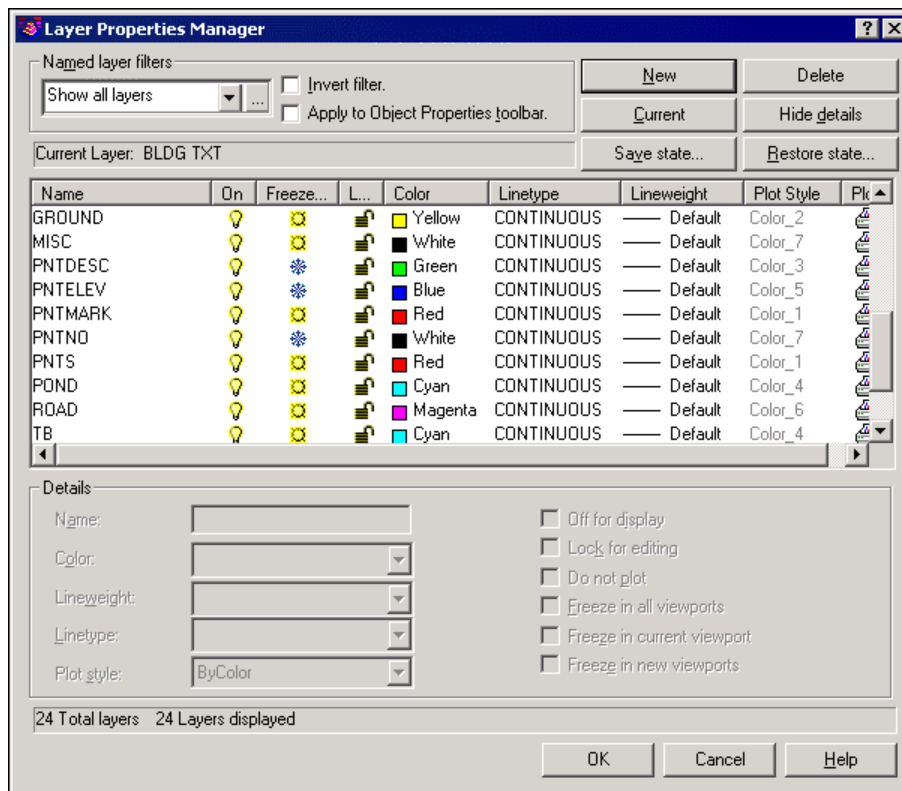 Layer Properties Manager
Named layer filters
Show all layers
...
Invert filter.
Apply to Object Properties toolbar.
New
Delete
Current
Hide details
Current Layer:  BLDG TXT
Save state...
Restore state...
Name On Freeze... L... Color Linetype Lineweight Plot Style Plc
GROUND Yellow CONTINUOUS Default Color_2
MISC White CONTINUOUS Default Color_7
PNTDESC Green CONTINUOUS Default Color_3
PNTELEV Blue CONTINUOUS Default Color_5
PNTMARK Red CONTINUOUS Default Color_1
PNTNO White CONTINUOUS Default Color_7
PNTS Red CONTINUOUS Default Color_1
POND Cyan CONTINUOUS Default Color_4
ROAD Magenta CONTINUOUS Default Color_6
TB Cyan CONTINUOUS Default Color_4
Details
Name:
Color:
Lineweight:
Linetype:
Plot style:
ByColor
Off for display
Lock for editing
Do not plot
Freeze in all viewports
Freeze in current viewport
Freeze in new viewports
24 Total layers    24 Layers displayed
OK
Cancel
Help